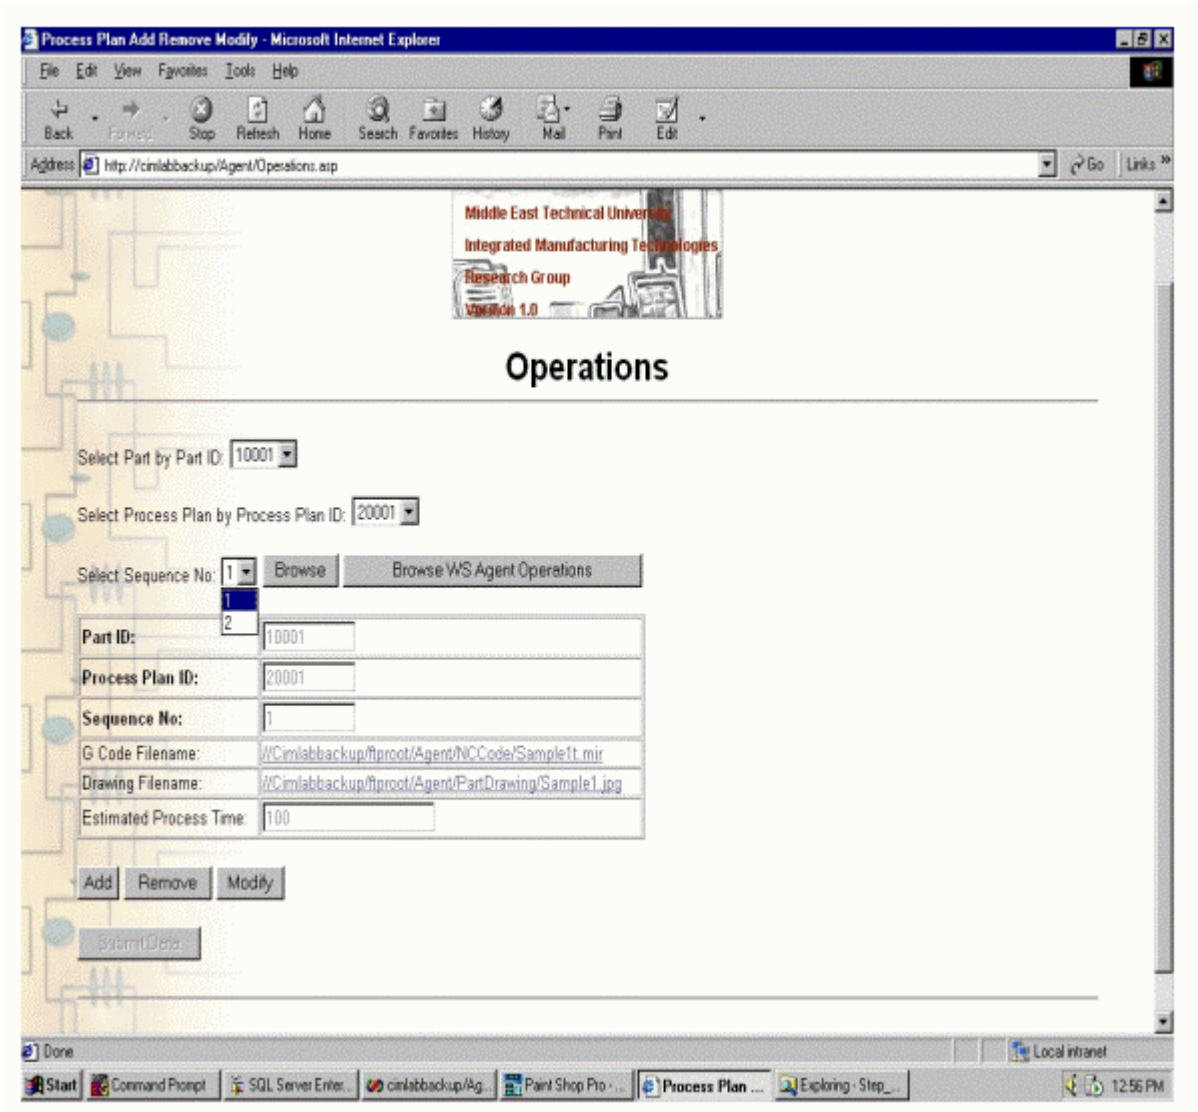 Process Plan Add Remove Modify - Microsoft Internet Explorer
File Edit View Favorites Tools Help
Back Forward Stop Refresh Home Search Favorites History Mail Print Edit
Address http://cimlabbackup/Agent/Operations.asp Go Links »
Middle East Technical University
Integrated Manufacturing Technologies
Research Group
Version 1.0
Operations
Select Part by Part ID: 10001
Select Process Plan by Process Plan ID: 20001
Select Sequence No: 1 Browse Browse WS Agent Operations
1
2
Part ID: 10001
Process Plan ID: 20001
Sequence No: 1
G Code Filename: //Cimlabbackup/ftproot/Agent/NCCode/Sample1t.mir
Drawing Filename: //Cimlabbackup/ftproot/Agent/PartDrawing/Sample1.jpg
Estimated Process Time: 100
Add Remove Modify
Submit Data
Done Local intranet
Start Command Prompt SQL Server Enter... cimlabbackup/Ag... Paint Shop Pro - ... Process Plan ... Exploring - Step_... 12:56 PM